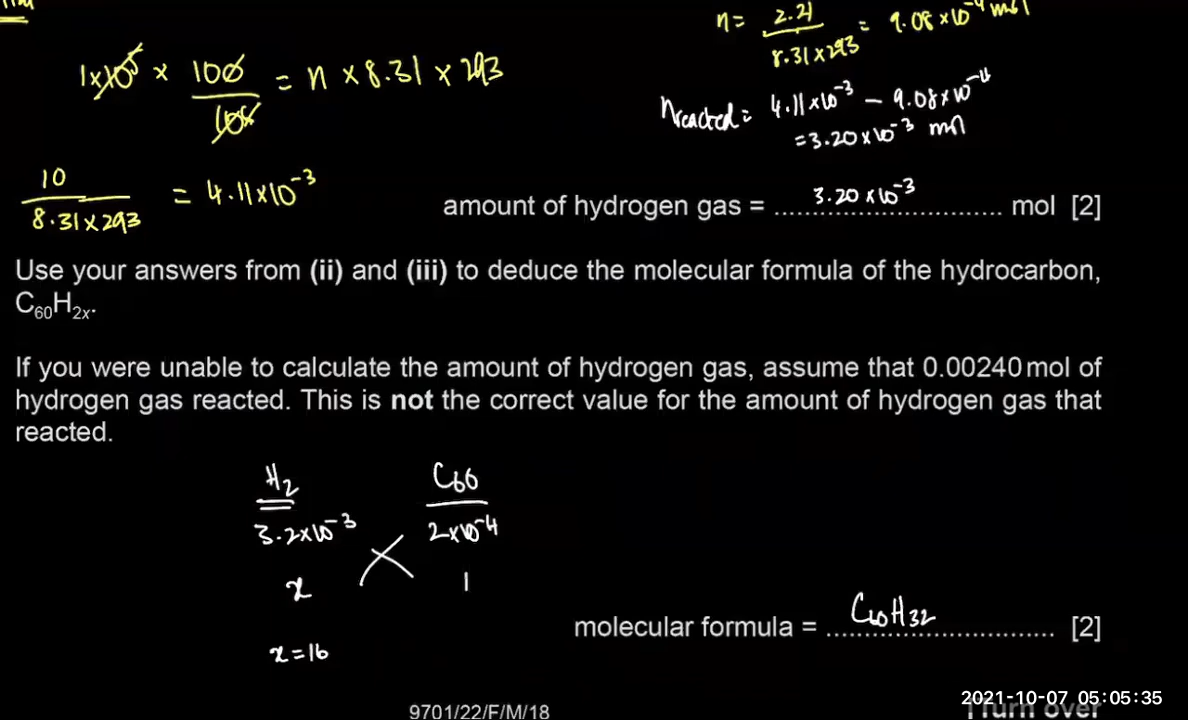 n = 2.21 / 8.31 × 293 = 9.08 × 10⁻⁴ mol
1×10⁵ × 100 / 10⁶ = n × 8.31 × 293
nreacted = 4.11×10⁻³ − 9.08×10⁻⁴
= 3.20×10⁻³ mol
10 / 8.31×293 = 4.11×10⁻³
amount of hydrogen gas = 3.20×10⁻³ mol [2]
Use your answers from (ii) and (iii) to deduce the molecular formula of the hydrocarbon,
C₆₀H₂ₓ.
If you were unable to calculate the amount of hydrogen gas, assume that 0.00240 mol of
hydrogen gas reacted. This is not the correct value for the amount of hydrogen gas that
reacted.
H₂ C60
3.2×10⁻³ 2×10⁻⁴
x 1
molecular formula = C60H32 [2]
x=16
9701/22/F/M/18
2021-10-07 05:05:35
Turn over